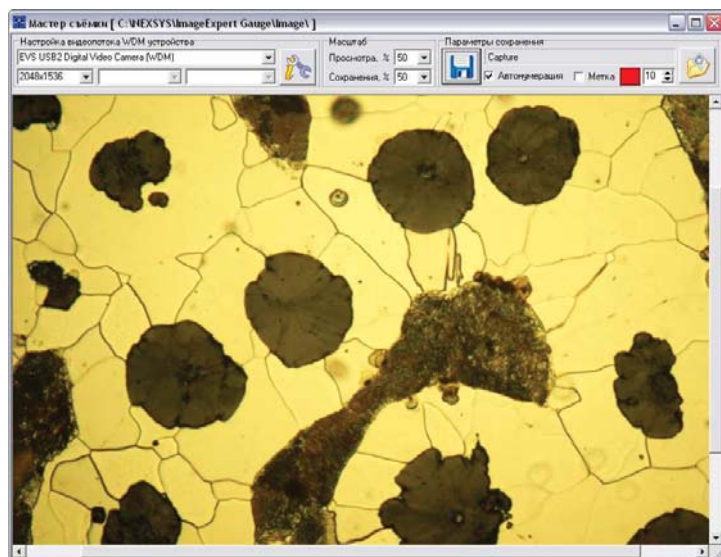 Мастер съёмки [ C:\NEXSYS\ImageExpert Gauge\Image\ ]
Настройка видеопотока WDM устройства
EVS USB2 Digital Video Camera (WDM)
2048x1536
Масштаб
Просмотра, % 50
Сохранения, % 50
Параметры сохранения
Capture
Автонумерация Метка 10